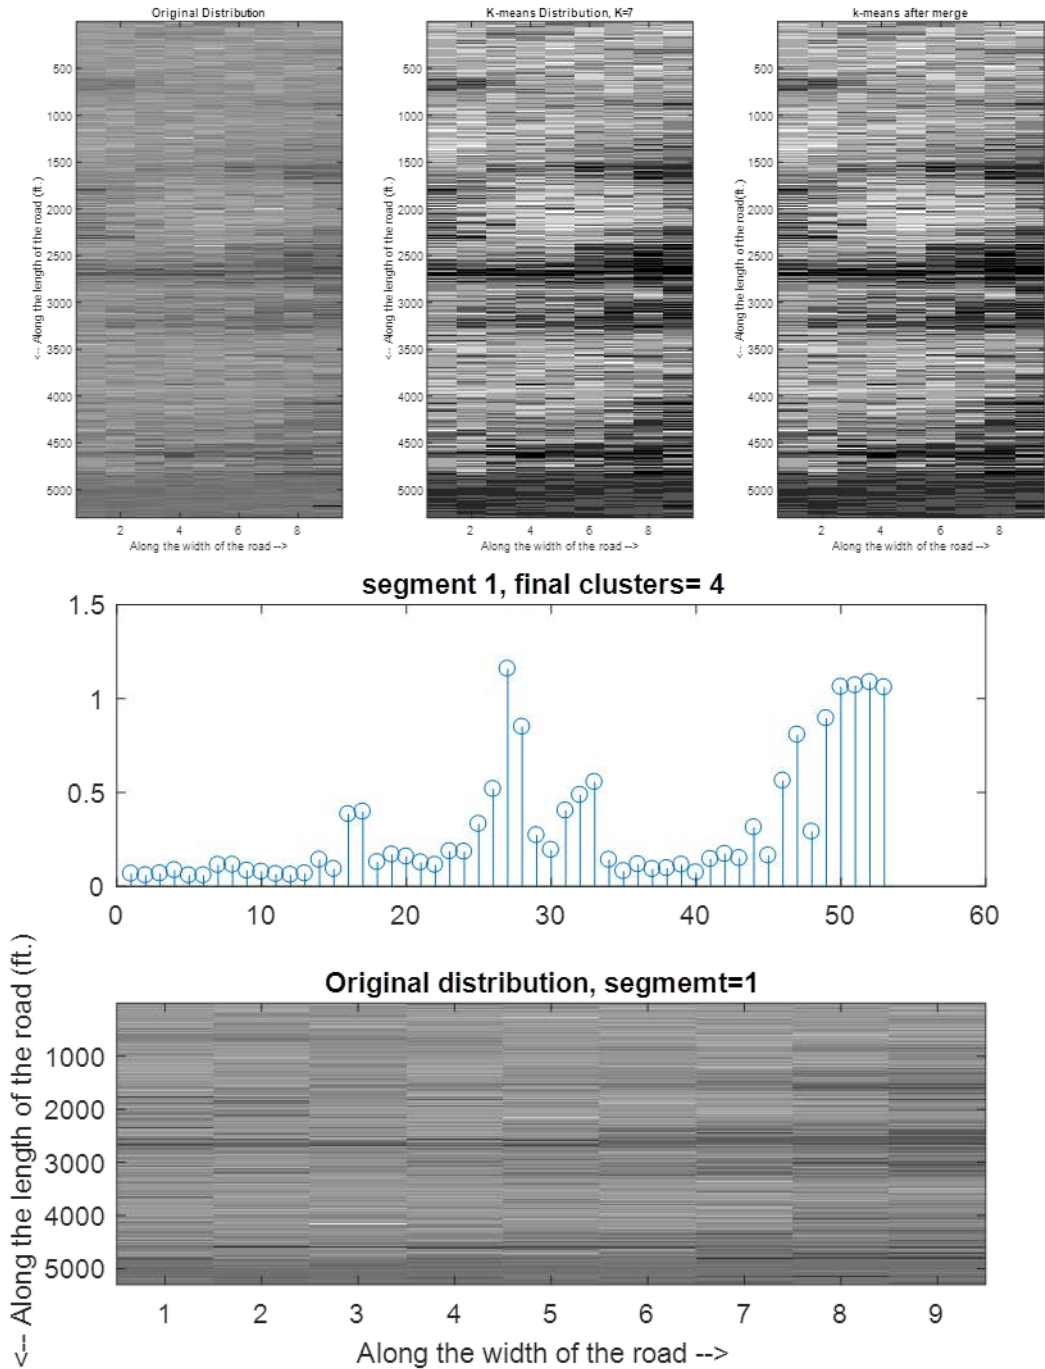 Original Distribution
K-means Distribution, K=7
k-means after merge
<-- Along the length of the road (ft.)
500
1000
1500
2000
2500
3000
3500
4000
4500
5000
2 4 6 8
Along the width of the road -->
<-- Along the length of the road (ft.)
500
1000
1500
2000
2500
3000
3500
4000
4500
5000
2 4 6 8
Along the width of the road -->
<-- Along the length of the road(ft.)
500
1000
1500
2000
2500
3000
3500
4000
4500
5000
2 4 6 8
Along the width of the road -->
segment 1, final clusters= 4
1.5
1
0.5
0
0 10 20 30 40 50 60
Original distribution, segmemt=1
<-- Along the length of the road (ft.)
1000
2000
3000
4000
5000
1 2 3 4 5 6 7 8 9
Along the width of the road -->